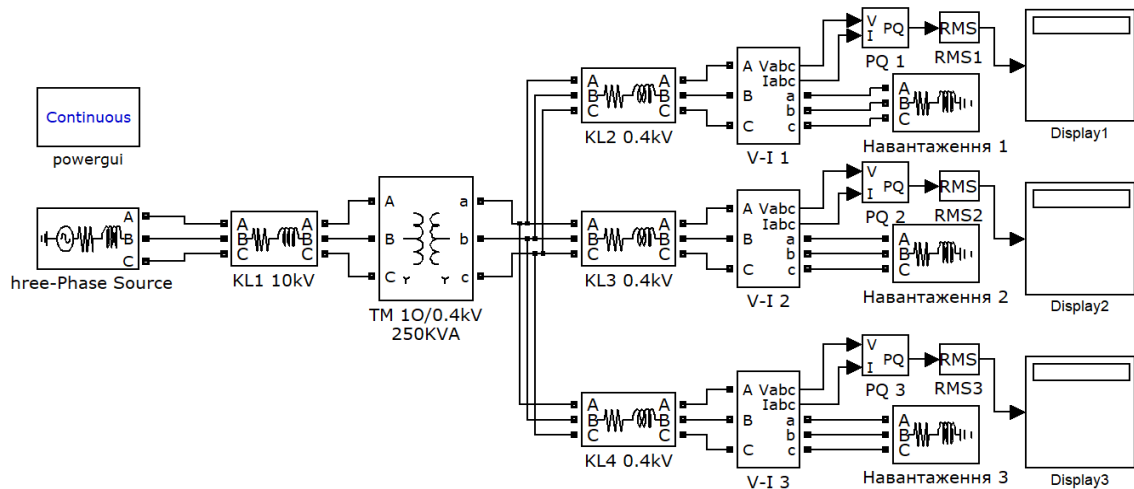 Continuous
powergui
A
B
C
hree-Phase Source
A
B
C
A
B
C
KL1 10kV
A
B
C
a
b
c
TM 1O/0.4kV
250KVA
A
B
C
A
B
C
KL2 0.4kV
A
B
C
Vabc
Iabc
a
b
c
V-I 1
V
I
PQ
PQ 1
RMS
RMS1
A
B
C
Навантаження 1
Display1
A
B
C
A
B
C
KL3 0.4kV
A
B
C
Vabc
Iabc
a
b
c
V-I 2
V
I
PQ
PQ 2
RMS
RMS2
A
B
C
Навантаження 2
Display2
A
B
C
A
B
C
KL4 0.4kV
A
B
C
Vabc
Iabc
a
b
c
V-I 3
V
I
PQ
PQ 3
RMS
RMS3
A
B
C
Навантаження 3
Display3